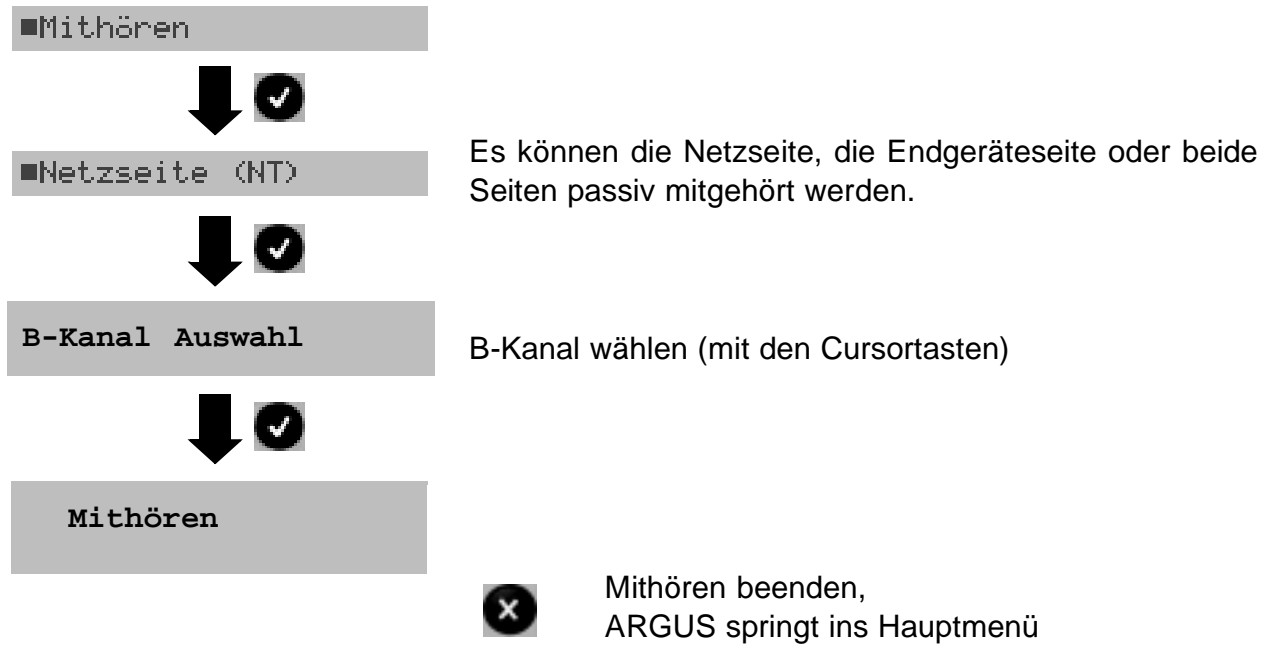 ■Mithören
■Netzseite (NT)
Es können die Netzseite, die Endgeräteseite oder beide
Seiten passiv mitgehört werden.
B-Kanal Auswahl
B-Kanal wählen (mit den Cursortasten)
Mithören
Mithören beenden,
ARGUS springt ins Hauptmenü